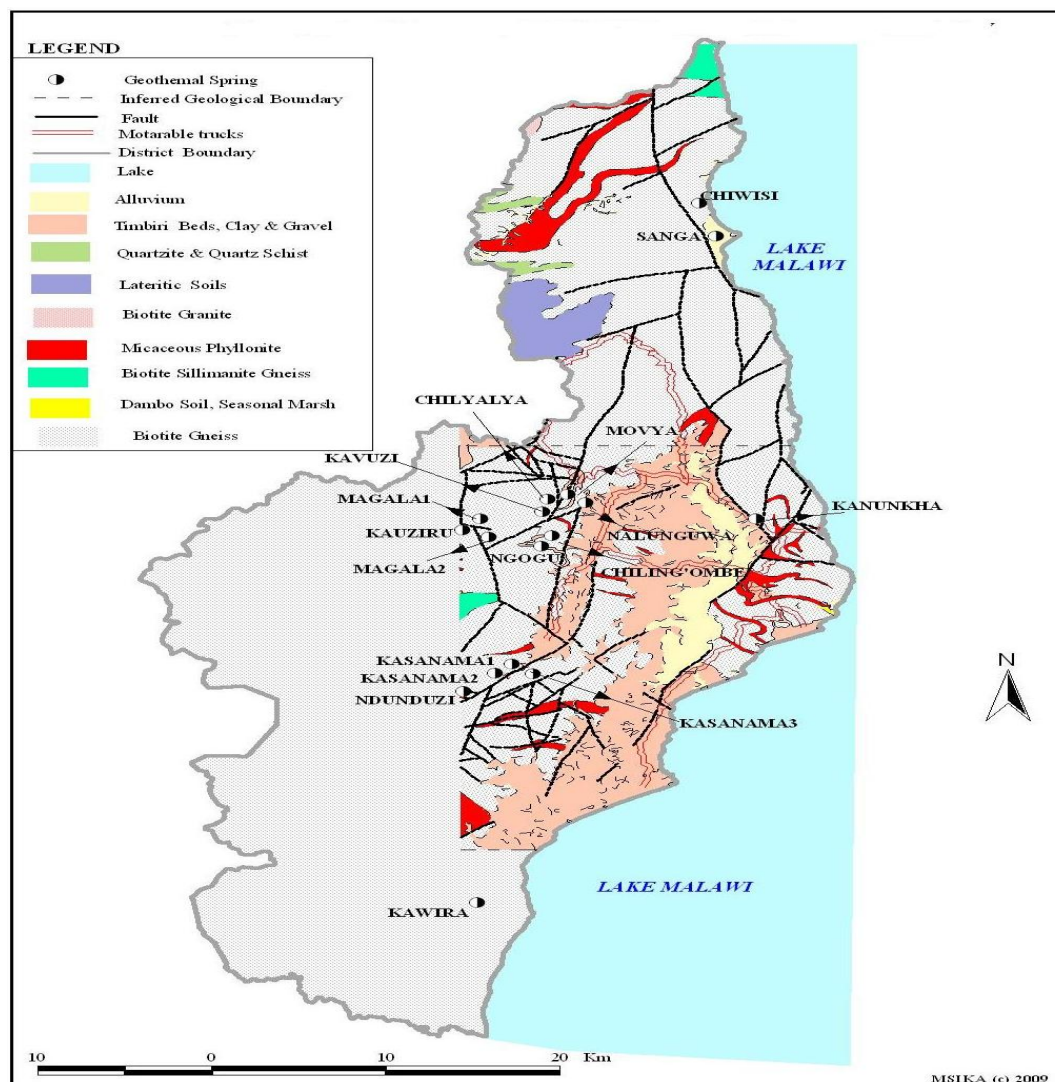 LEGEND
Geothemal Spring
Inferred Geological Boundary
Fault
Motarable trucks
District Boundary
Lake
Alluvium
Timbiri Beds, Clay & Gravel
Quartzite & Quartz Schist
Lateritic Soils
Biotite Granite
Micaceous Phyllonite
Biotite Sillimanite Gneiss
Dambo Soil, Seasonal Marsh
Biotite Gneiss
CHIWISI
SANGA
LAKE
MALAWI
CHILYALYA
MOVYA
KAVUZI
MAGALA1
KANUNKHA
KAUZIRU
NALUNGUWA
NGOGU
MAGALA2
CHILING'OMBE
KASANAMA1
KASANAMA2
NDUNDUZI
KASANAMA3
N
LAKE MALAWI
KAWIRA
10 0 20 Km
MSIKA (c) 2009